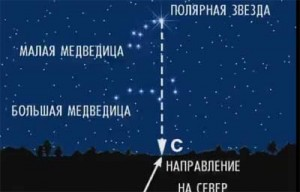 ПОЛЯРНАЯ ЗВЕЗДА
МАЛАЯ МЕДВЕДИЦА
БОЛЬШАЯ МЕДВЕДИЦА
С
НАПРАВЛЕНИЕ
НА СЕВЕР